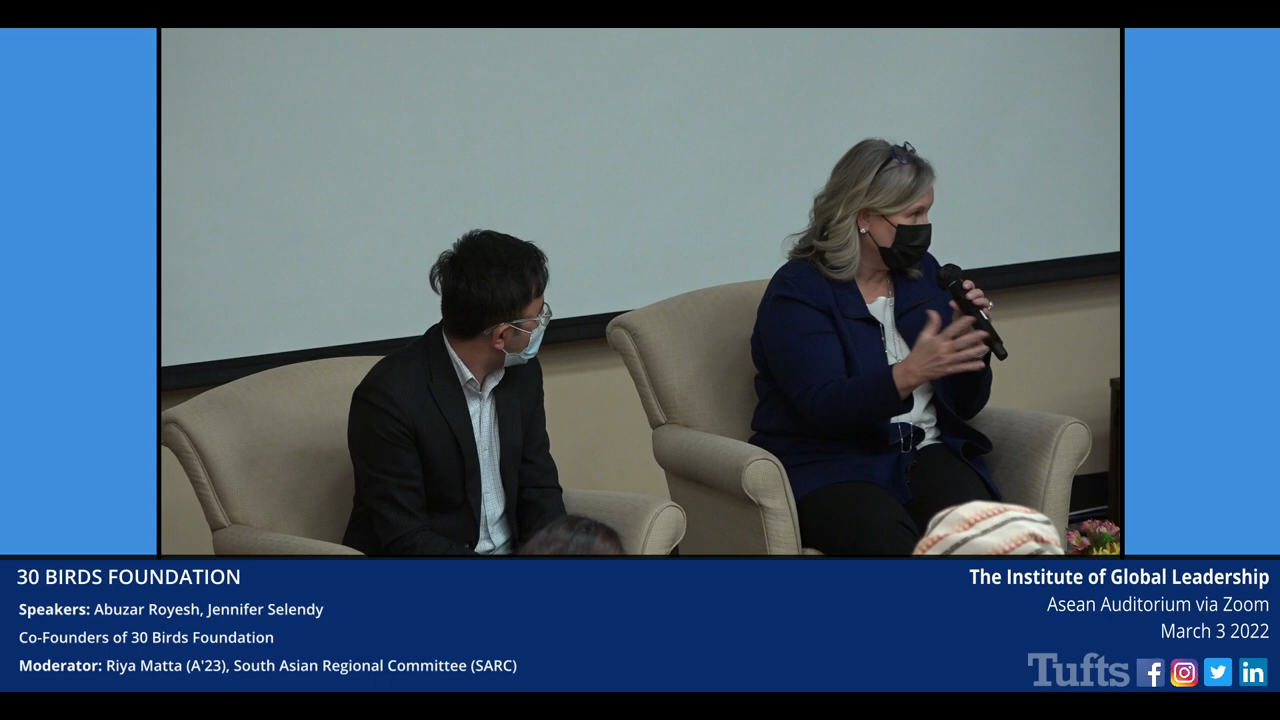 30 BIRDS FOUNDATION
Speakers: Abuzar Royesh, Jennifer Selendy
Co-Founders of 30 Birds Foundation
Moderator: Riya Matta (A'23), South Asian Regional Committee (SARC)
The Institute of Global Leadership
Asean Auditorium via Zoom
March 3 2022
Tufts